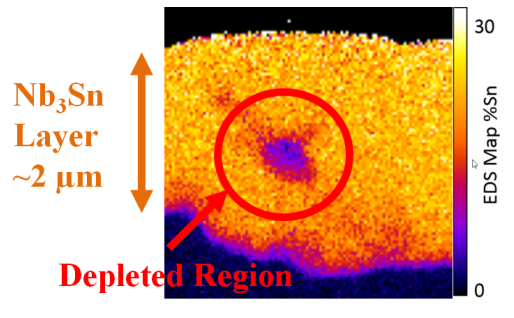 Nb₃Sn
Layer
~2 µm
Depleted Region
30
EDS Map %Sn
0